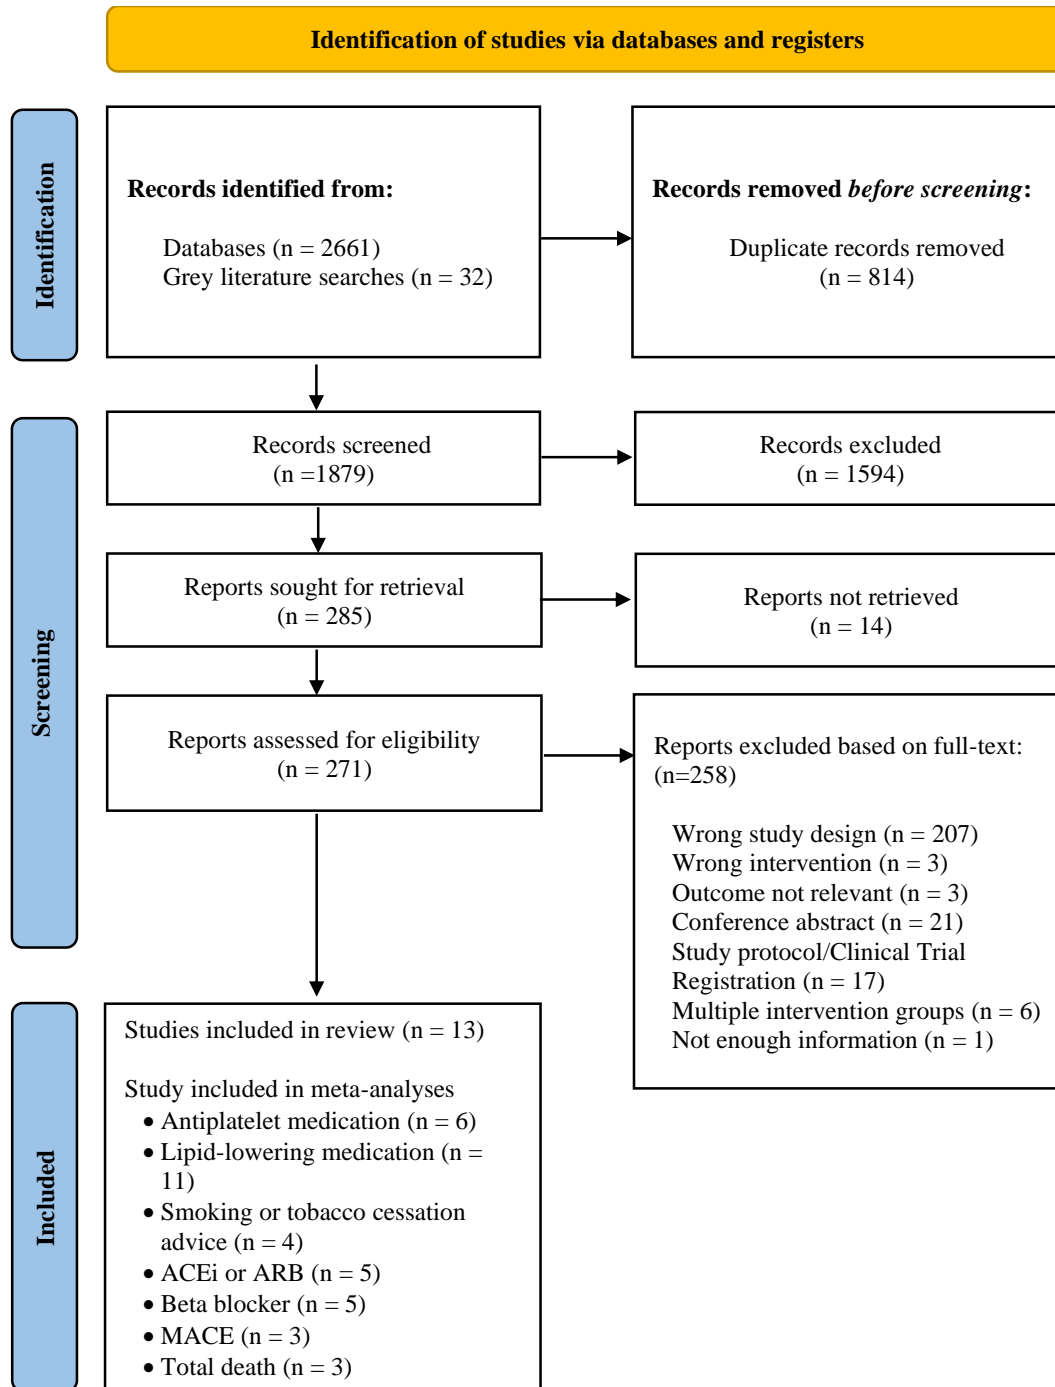 Identification of studies via databases and registers
Identification
Records identified from:
Databases (n = 2661)
Grey literature searches (n = 32)
Records removed before screening:
Duplicate records removed
(n = 814)
Screening
Records screened
(n =1879)
Records excluded
(n = 1594)
Reports sought for retrieval
(n = 285)
Reports not retrieved
(n = 14)
Reports assessed for eligibility
(n = 271)
Reports excluded based on full-text:
(n=258)
Wrong study design (n = 207)
Wrong intervention (n = 3)
Outcome not relevant (n = 3)
Conference abstract (n = 21)
Study protocol/Clinical Trial
Registration (n = 17)
Multiple intervention groups (n = 6)
Not enough information (n = 1)
Included
Studies included in review (n = 13)
Study included in meta-analyses
• Antiplatelet medication (n = 6)
• Lipid-lowering medication (n =
11)
• Smoking or tobacco cessation
advice (n = 4)
• ACEi or ARB (n = 5)
• Beta blocker (n = 5)
• MACE (n = 3)
• Total death (n = 3)